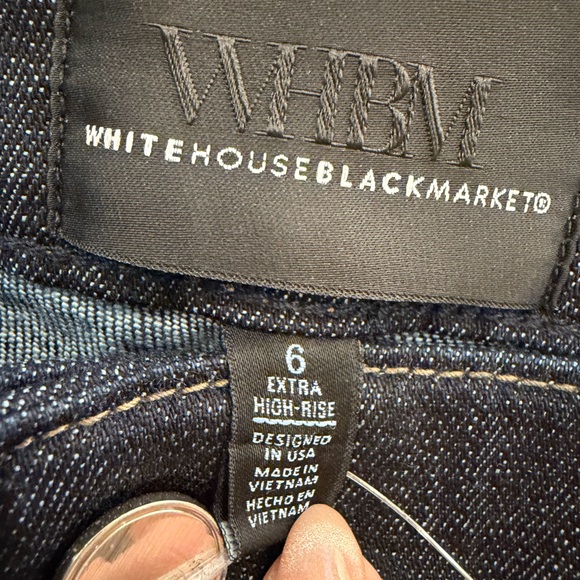 WHBM
WHITEHOUSEBLACKMARKET®
6
EXTRA
HIGH-RISE
DESIGNED
IN USA
MADE IN
VIETNAM
HECHO EN
VIETNAM